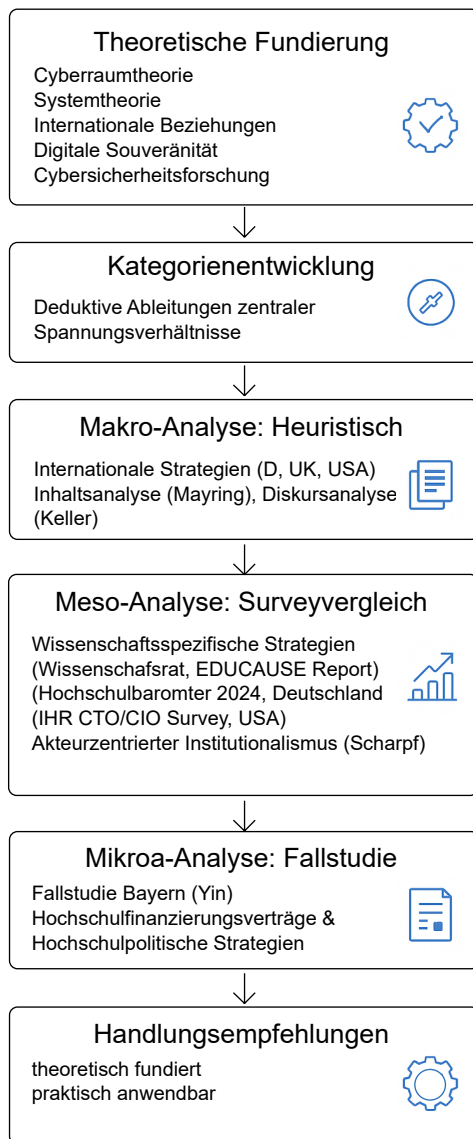 Theoretische Fundierung
Cyberraumtheorie
Systemtheorie
Internationale Beziehungen
Digitale Souveränität
Cybersicherheitsforschung
Kategorienentwicklung
Deduktive Ableitungen zentraler
Spannungsverhältnisse
Makro-Analyse: Heuristisch
Internationale Strategien (D, UK, USA)
Inhaltsanalyse (Mayring), Diskursanalyse
(Keller)
Meso-Analyse: Surveyvergleich
Wissenschaftsspezifische Strategien
(Wissenschafsrat, EDUCAUSE Report)
(Hochschulbaromter 2024, Deutschland
(IHR CTO/CIO Survey, USA)
Akteurzentrierter Institutionalismus (Scharpf)
Mikroa-Analyse: Fallstudie
Fallstudie Bayern (Yin)
Hochschulfinanzierungsverträge &
Hochschulpolitische Strategien
Handlungsempfehlungen
theoretisch fundiert
praktisch anwendbar